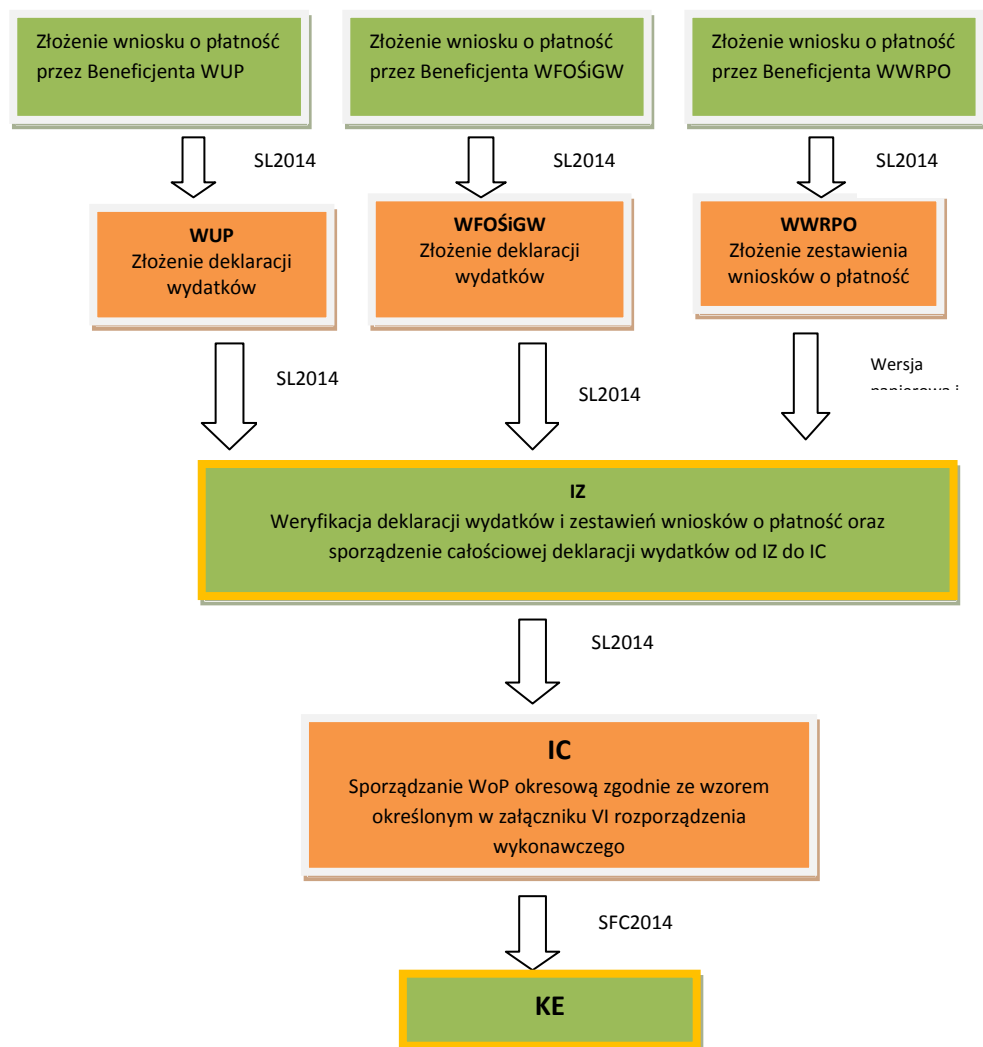 Złożenie wniosku o płatność
przez Beneficjenta WUP
Złożenie wniosku o płatność
przez Beneficjenta WFOŚiGW
Złożenie wniosku o płatność
przez Beneficjenta WWRPO
SL2014
SL2014
SL2014
WUP
Złożenie deklaracji
wydatków
WFOŚiGW
Złożenie deklaracji
wydatków
WWRPO
Złożenie zestawienia
wniosków o płatność
SL2014
SL2014
Wersja
IZ
Weryfikacja deklaracji wydatków i zestawień wniosków o płatność oraz
sporządzenie całościowej deklaracji wydatków od IZ do IC
SL2014
IC
Sporządzanie WoP okresową zgodnie ze wzorem
określonym w załączniku VI rozporządzenia
wykonawczego
SFC2014
KE